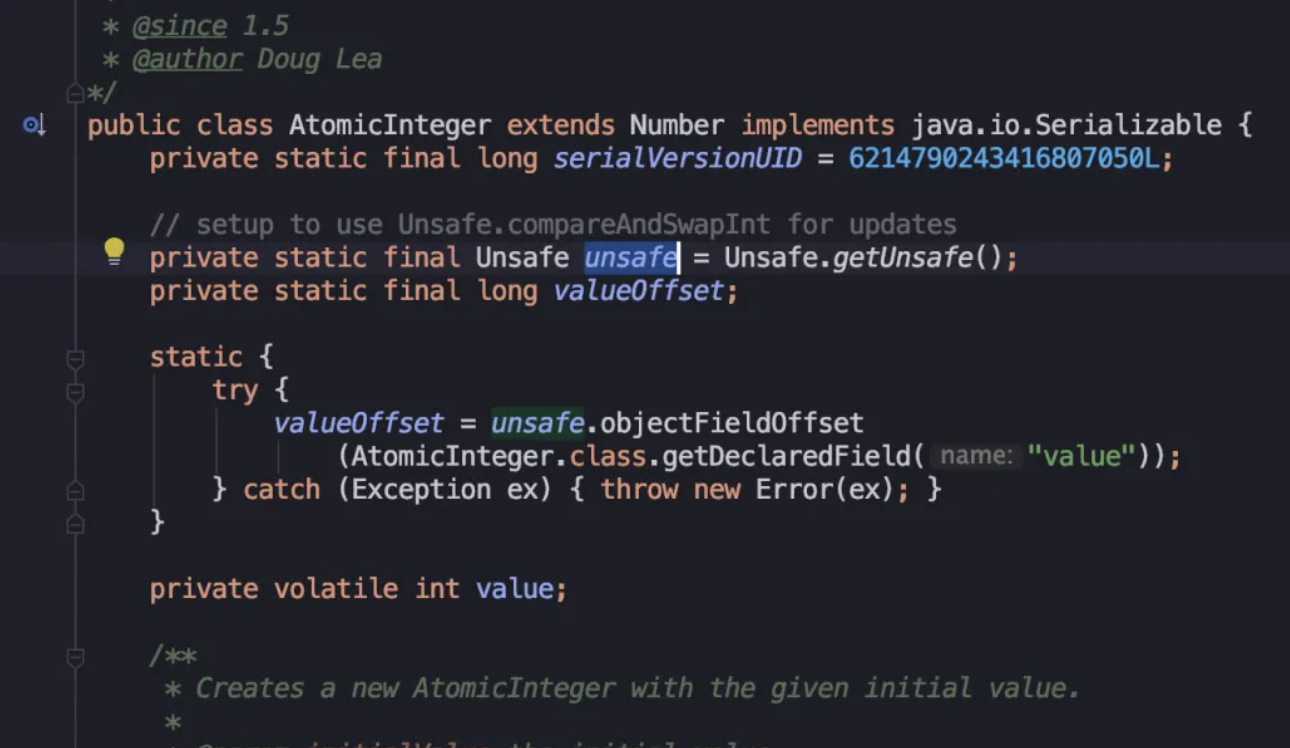 * @since 1.5
* @author Doug Lea
*/
public class AtomicInteger extends Number implements java.io.Serializable {
private static final long serialVersionUID = 6214790243416807050L;
// setup to use Unsafe.compareAndSwapInt for updates
private static final Unsafe unsafe = Unsafe.getUnsafe();
private static final long valueOffset;
static {
try {
valueOffset = unsafe.objectFieldOffset
(AtomicInteger.class.getDeclaredField( name: "value"));
} catch (Exception ex) { throw new Error(ex); }
}
private volatile int value;
/**
* Creates a new AtomicInteger with the given initial value.
*